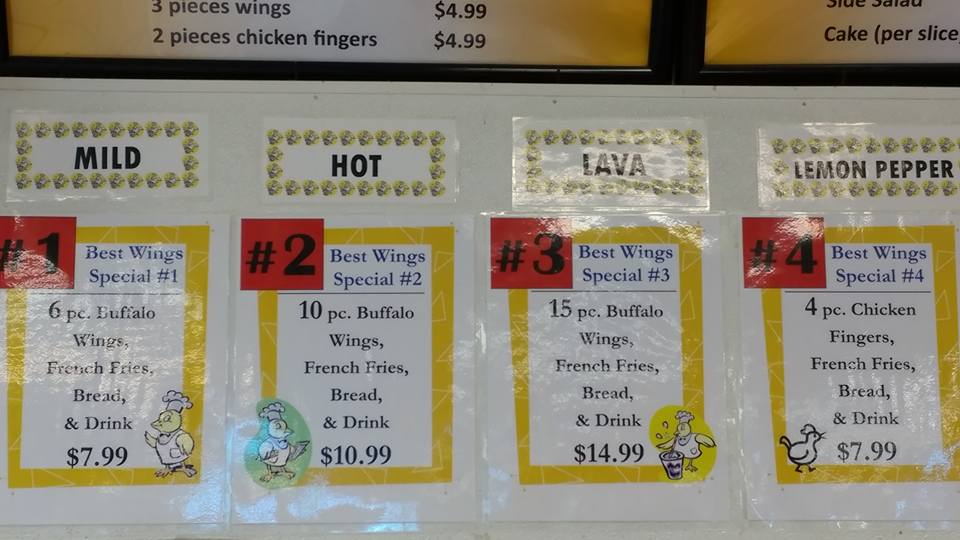 3 pieces wings $4.99
2 pieces chicken fingers $4.99
Side Salad
Cake (per slice
MILD
HOT
LAVA
LEMON PEPPER
#1
Best Wings
Special #1
6 pc. Buffalo
Wings,
French Fries,
Bread,
& Drink
$7.99
#2
Best Wings
Special #2
10 pc. Buffalo
Wings,
French Fries,
Bread,
& Drink
$10.99
#3
Best Wings
Special #3
15 pc. Buffalo
Wings,
French Fries,
Bread,
& Drink
$14.99
#4
Best Wings
Special #4
4 pc. Chicken
Fingers,
French Fries,
Bread,
& Drink
$7.99